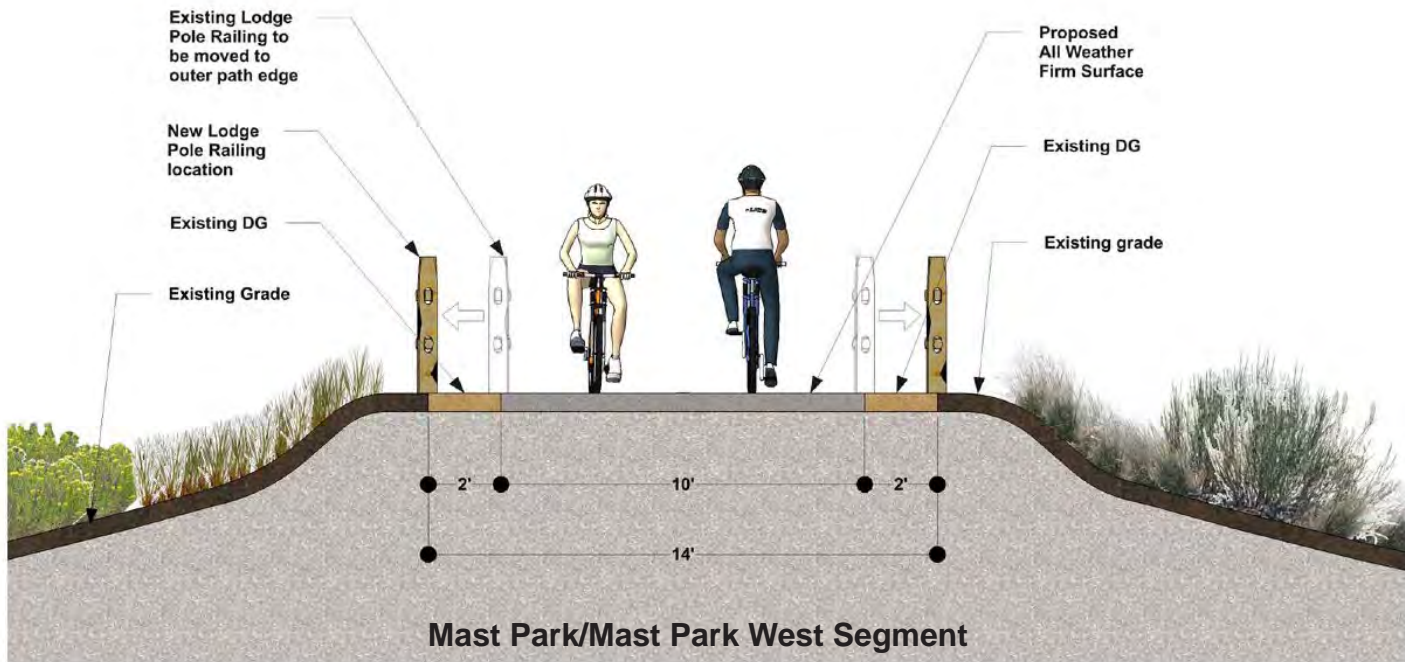 Existing Lodge
Pole Railing to
be moved to
outer path edge
New Lodge
Pole Railing
location
Existing DG
Existing Grade
Proposed
All Weather
Firm Surface
Existing DG
Existing grade
2'
10'
2'
14'
Mast Park/Mast Park West Segment